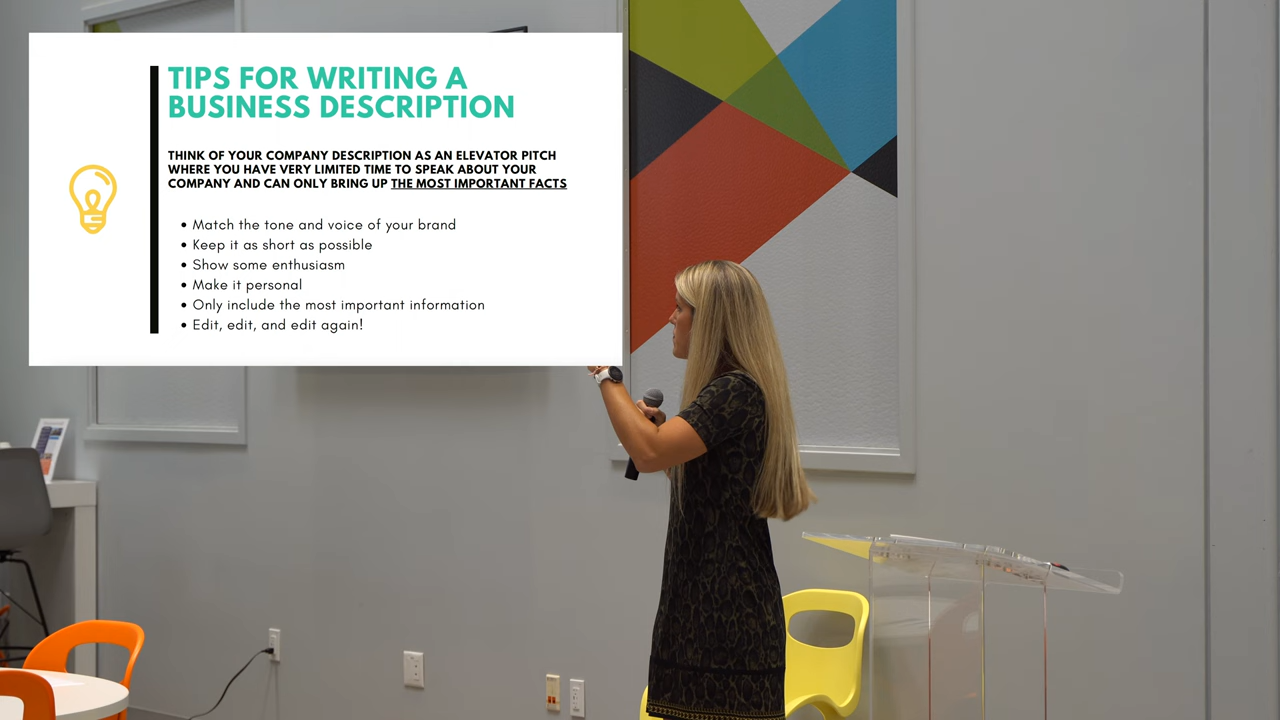 TIPS FOR WRITING A
BUSINESS DESCRIPTION
THINK OF YOUR COMPANY DESCRIPTION AS AN ELEVATOR PITCH
WHERE YOU HAVE VERY LIMITED TIME TO SPEAK ABOUT YOUR
COMPANY AND CAN ONLY BRING UP THE MOST IMPORTANT FACTS
• Match the tone and voice of your brand
• Keep it as short as possible
• Show some enthusiasm
• Make it personal
• Only include the most important information
• Edit, edit, and edit again!